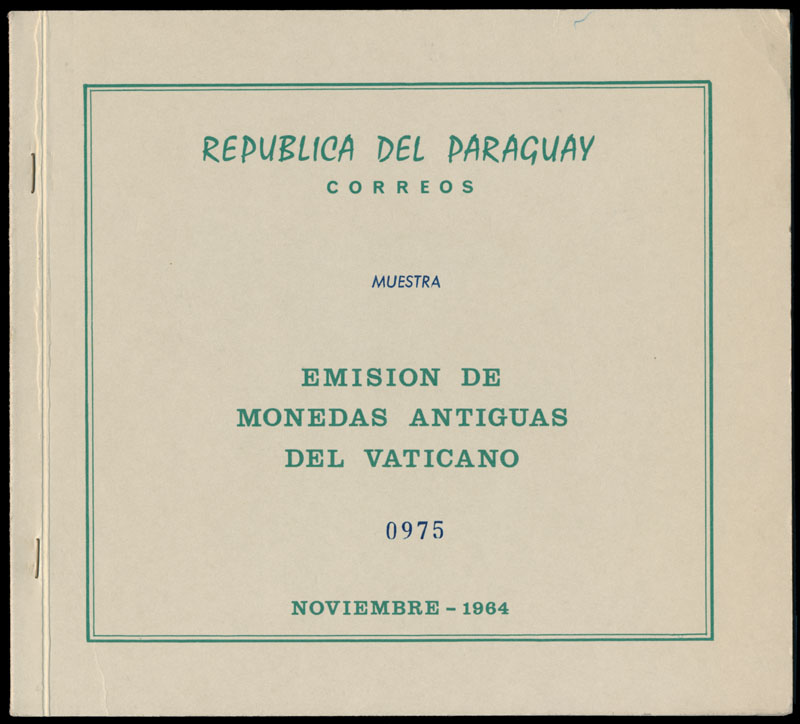 REPUBLICA DEL PARAGUAY
CORREOS
MUESTRA
EMISION DE
MONEDAS ANTIGUAS
DEL VATICANO
0975
NOVIEMBRE - 1964